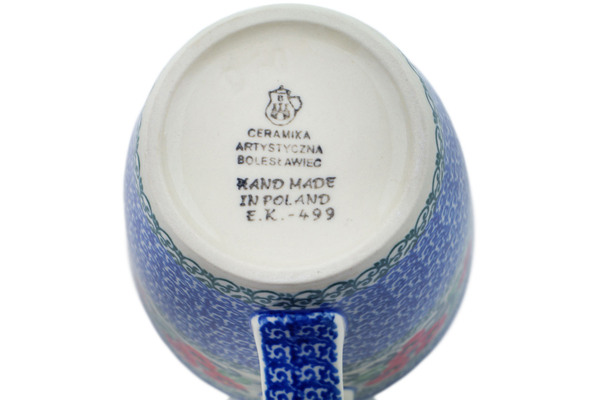 CERAMIKA
ARTYSTYCZNA
BOLESŁAWIEC
HAND MADE
IN POLAND
E.K.-499